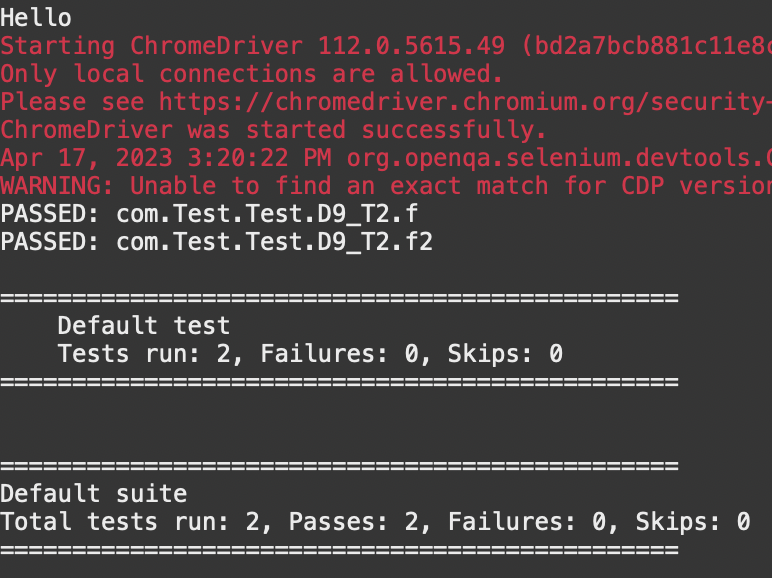 Hello
Starting ChromeDriver 112.0.5615.49 (bd2a7bcb881c11e8c
Only local connections are allowed.
Please see https://chromedriver.chromium.org/security-
ChromeDriver was started successfully.
Apr 17, 2023 3:20:22 PM org.openqa.selenium.devtools.C
WARNING: Unable to find an exact match for CDP version
PASSED: com.Test.Test.D9_T2.f
PASSED: com.Test.Test.D9_T2.f2
===============================================
Default test
Tests run: 2, Failures: 0, Skips: 0
===============================================
===============================================
Default suite
Total tests run: 2, Passes: 2, Failures: 0, Skips: 0
===============================================